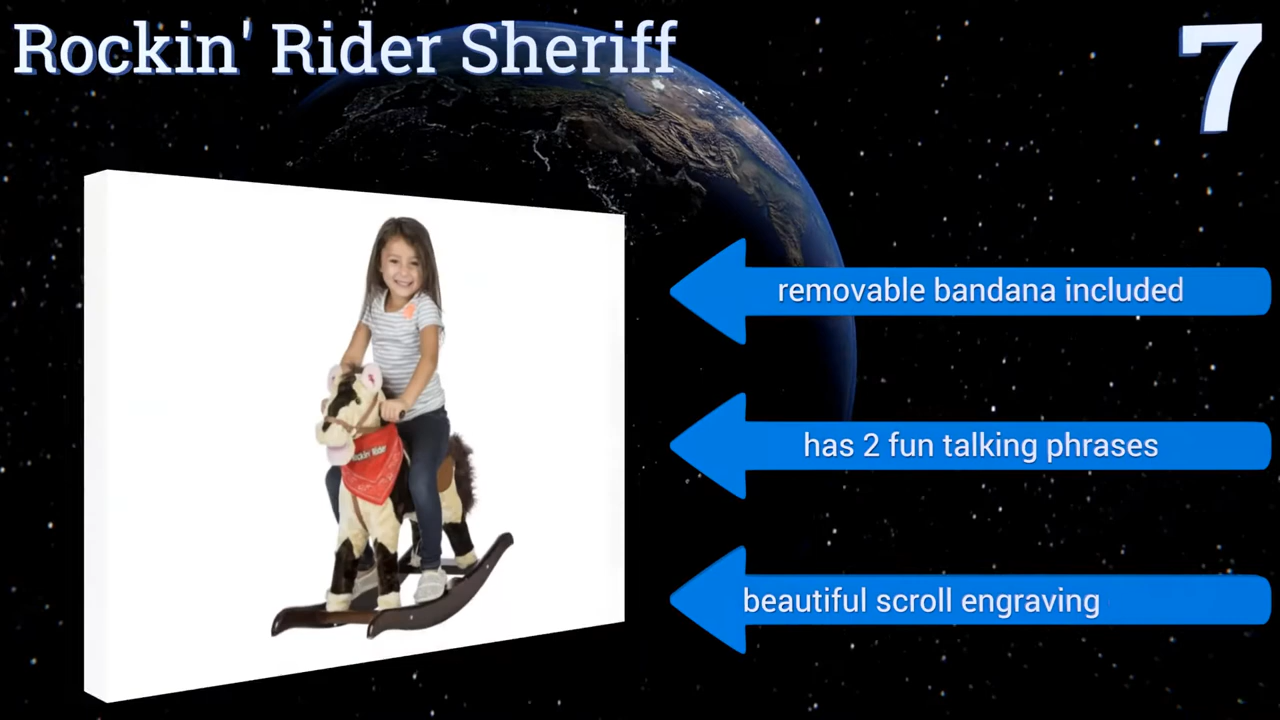 Rockin' Rider Sheriff
7
removable bandana included
has 2 fun talking phrases
beautiful scroll engraving
Rockin' Rider